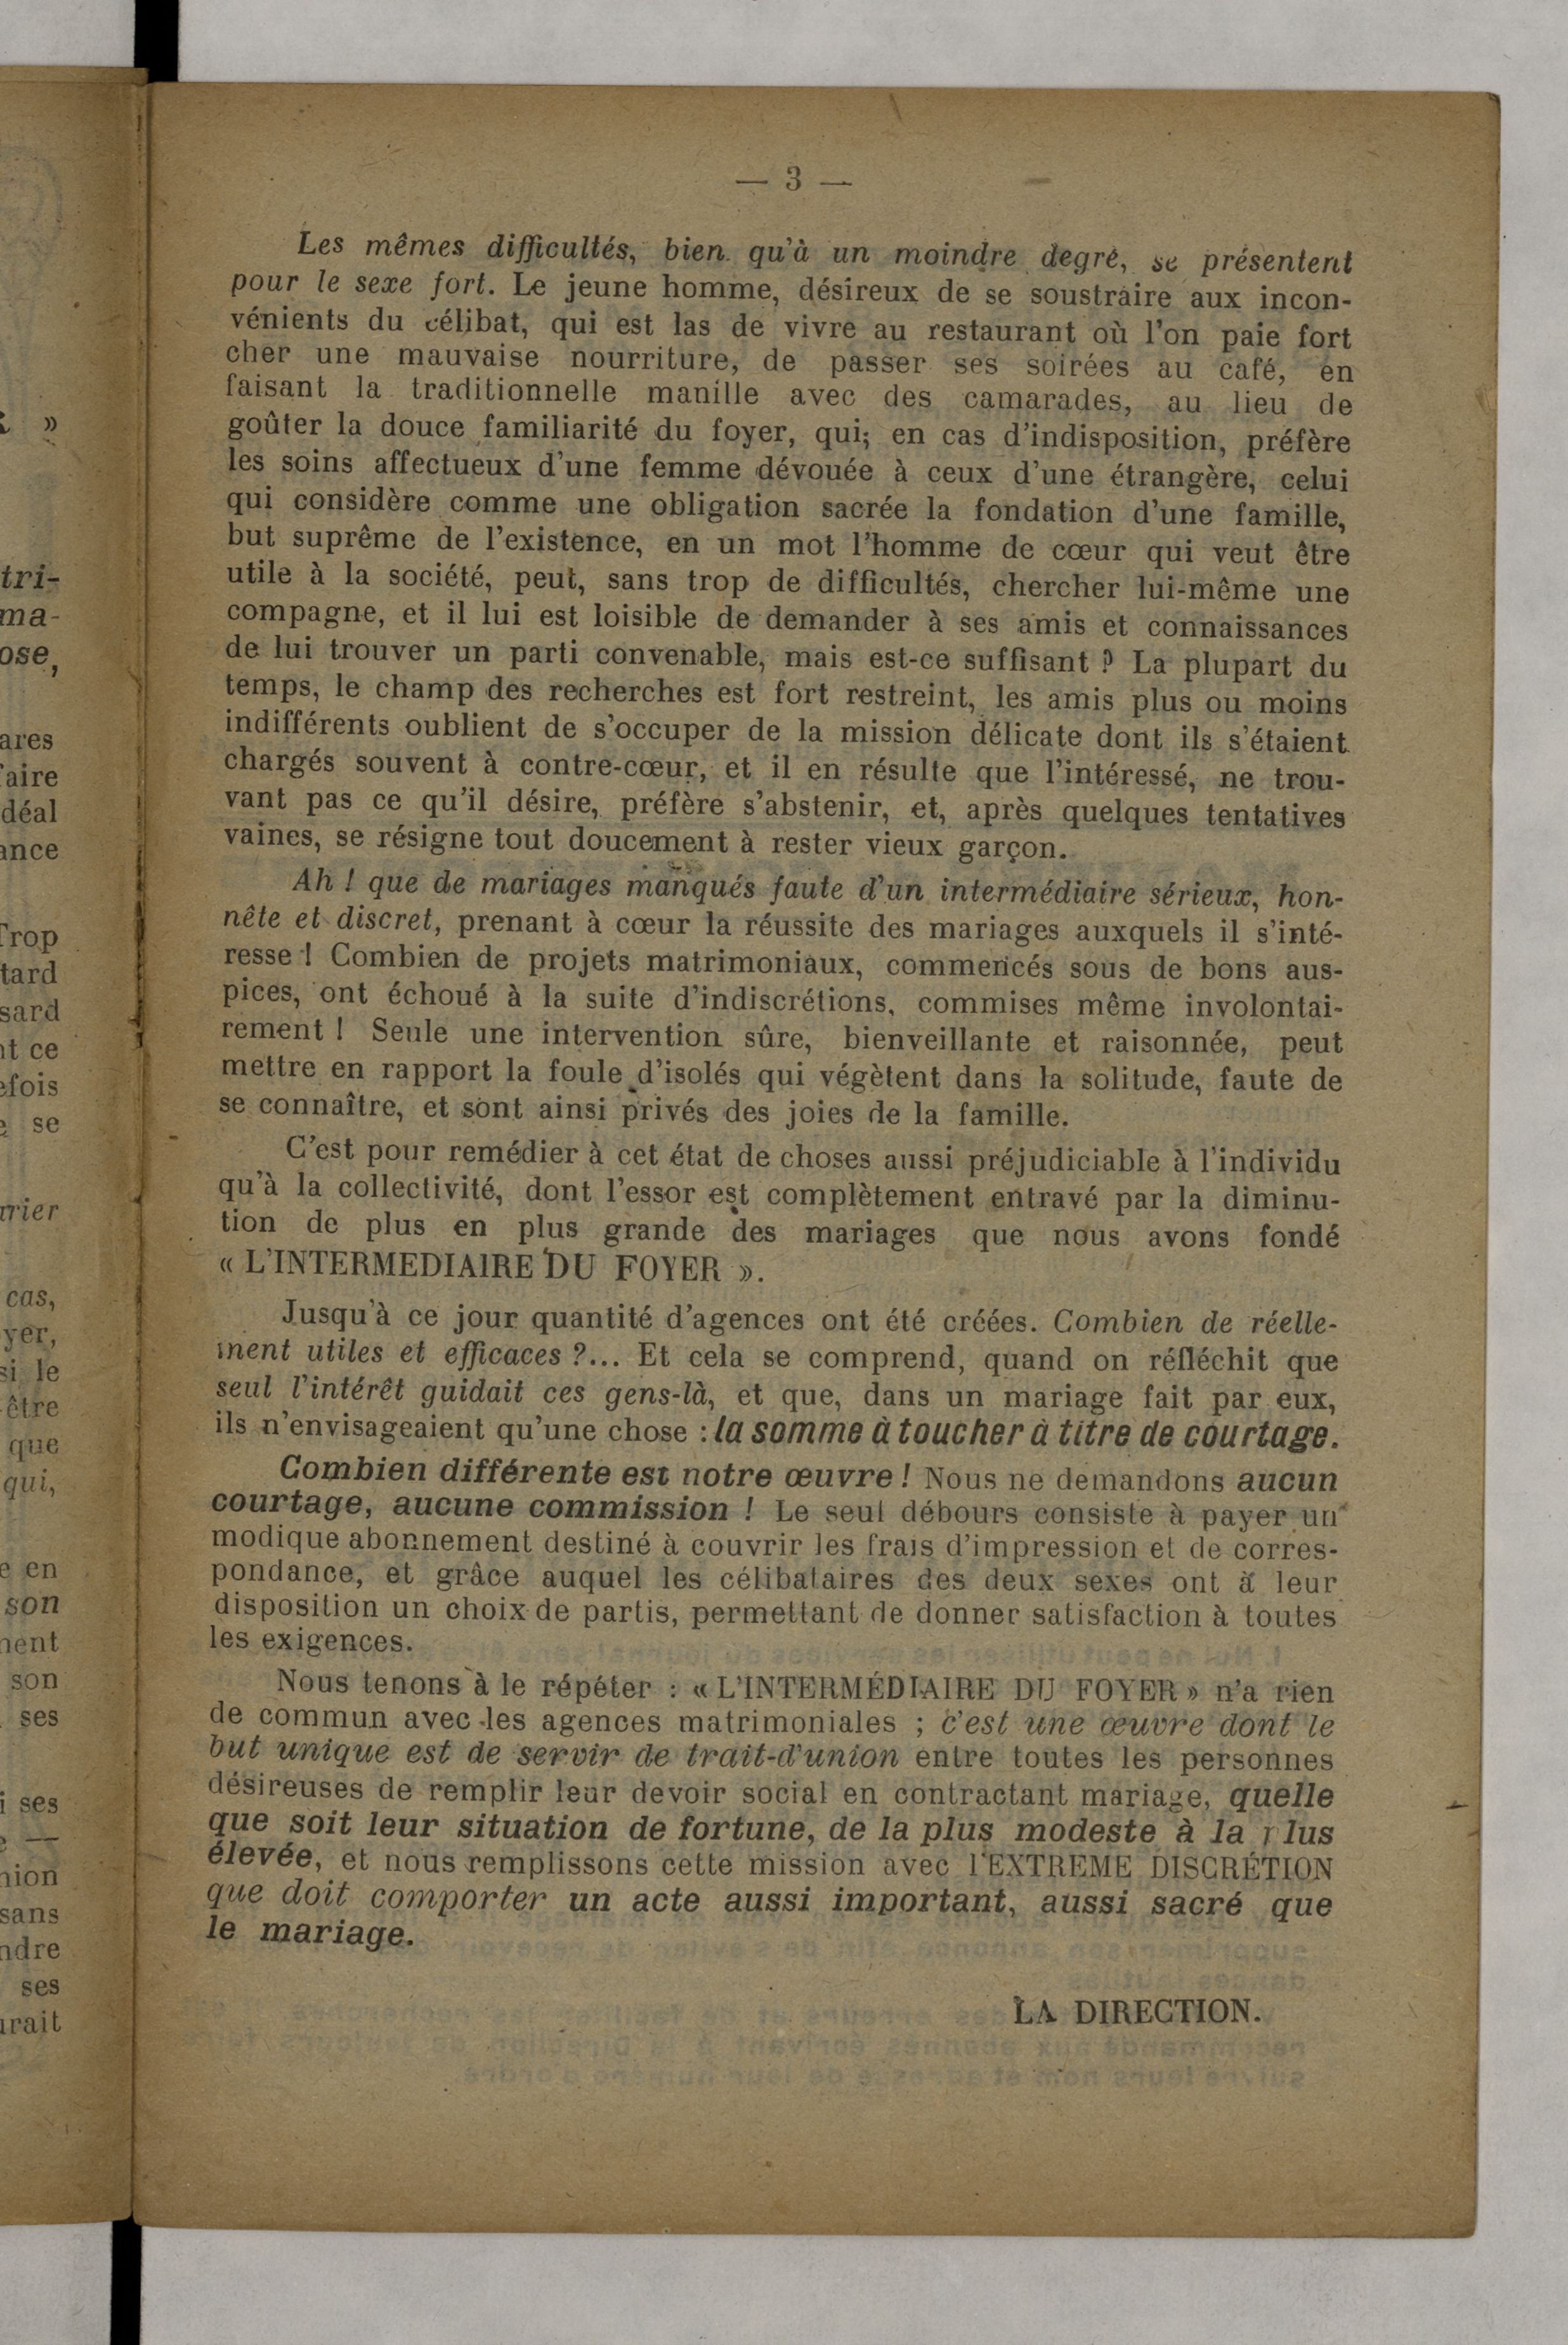 — 3 —
Les mêmes difficultés, bien qu'à un moindre degré, se présentent
pour le sexe fort. Le jeune homme, désireux de se soustraire aux incon-
vénients du célibat, qui est las de vivre au restaurant où l'on paie fort
cher une mauvaise nourriture, de passer ses soirées au café, en
faisant la traditionnelle manille avec des camarades, au lieu de
goûter la douce familiarité du foyer, qui; en cas d'indisposition, préfère
les soins affectueux d'une femme dévouée à ceux d'une étrangère, celui
qui considère comme une obligation sacrée la fondation d'une famille,
but suprême de l'existence, en un mot l'homme de cœur qui veut être
utile à la société, peut, sans trop de difficultés, chercher lui-même une
compagne, et il lui est loisible de demander à ses amis et connaissances
de lui trouver un parti convenable, mais est-ce suffisant ? La plupart du
temps, le champ des recherches est fort restreint, les amis plus ou moins
indifférents oublient de s'occuper de la mission délicate dont ils s'étaient
chargés souvent à contre-cœur, et il en résulte que l'intéressé, ne trou-
vant pas ce qu'il désire, préfère s'abstenir, et, après quelques tentatives
vaines, se résigne tout doucement à rester vieux garçon.
Ah ! que de mariages manqués faute d'un intermédiaire sérieux, hon-
nête et discret, prenant à cœur la réussite des mariages auxquels il s'inté-
resse ! Combien de projets matrimoniaux, commencés sous de bons aus-
pices, ont échoué à la suite d'indiscrétions, commises même involontai-
rement ! Seule une intervention sûre, bienveillante et raisonnée, peut
mettre en rapport la foule d'isolés qui végètent dans la solitude, faute de
se connaître, et sont ainsi privés des joies de la famille.
C'est pour remédier à cet état de choses aussi préjudiciable à l'individu
qu'à la collectivité, dont l'essor est complètement entravé par la diminu-
tion de plus en plus grande des mariages que nous avons fondé
« L'INTERMEDIAIRE DU FOYER ».
Jusqu'à ce jour quantité d'agences ont été créées. Combien de réelle-
ment utiles et efficaces ?... Et cela se comprend, quand on réfléchit que
seul l'intérêt guidait ces gens-là, et que, dans un mariage fait par eux,
ils n'envisageaient qu'une chose : la somme à toucher à titre de courtage.
Combien différente est notre œuvre ! Nous ne demandons aucun
courtage, aucune commission ! Le seul débours consiste à payer un
modique abonnement destiné à couvrir les frais d'impression et de corres-
pondance, et grâce auquel les célibataires des deux sexes ont à leur
disposition un choix de partis, permettant de donner satisfaction à toutes
les exigences.
Nous tenons à le répéter : « L'INTERMÉDIAIRE DU FOYER » n'a rien
de commun avec les agences matrimoniales ; c'est une œuvre dont le
but unique est de servir de trait-d'union entre toutes les personnes
désireuses de remplir leur devoir social en contractant mariage, quelle
que soit leur situation de fortune, de la plus modeste à la plus
élevée, et nous remplissons cette mission avec l'EXTREME DISCRÉTION
que doit comporter un acte aussi important, aussi sacré que
le mariage.
LA DIRECTION.